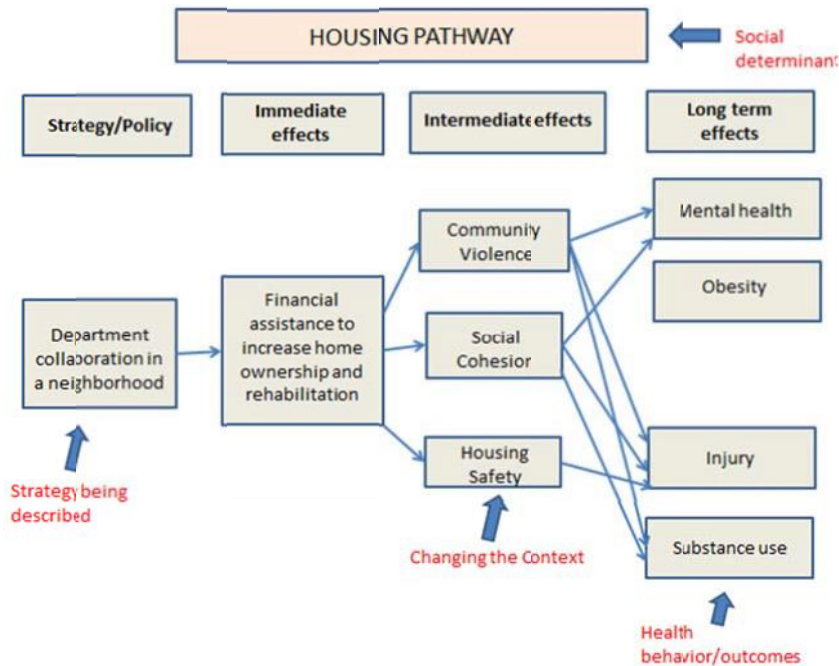 HOUSING PATHWAY
Social
determinant
Strategy/Policy
Immediate
effects
Intermediate effects
Long term
effects
Community
Violence
Mental health
Obesity
Financial
assistance to
increase home
ownership and
rehabilitation
Department
collaboration in
a neighborhood
Social
Cohesion
Housing
Safety
Injury
Strategy being
described
Changing the Context
Substance use
Health
behavior/outcomes